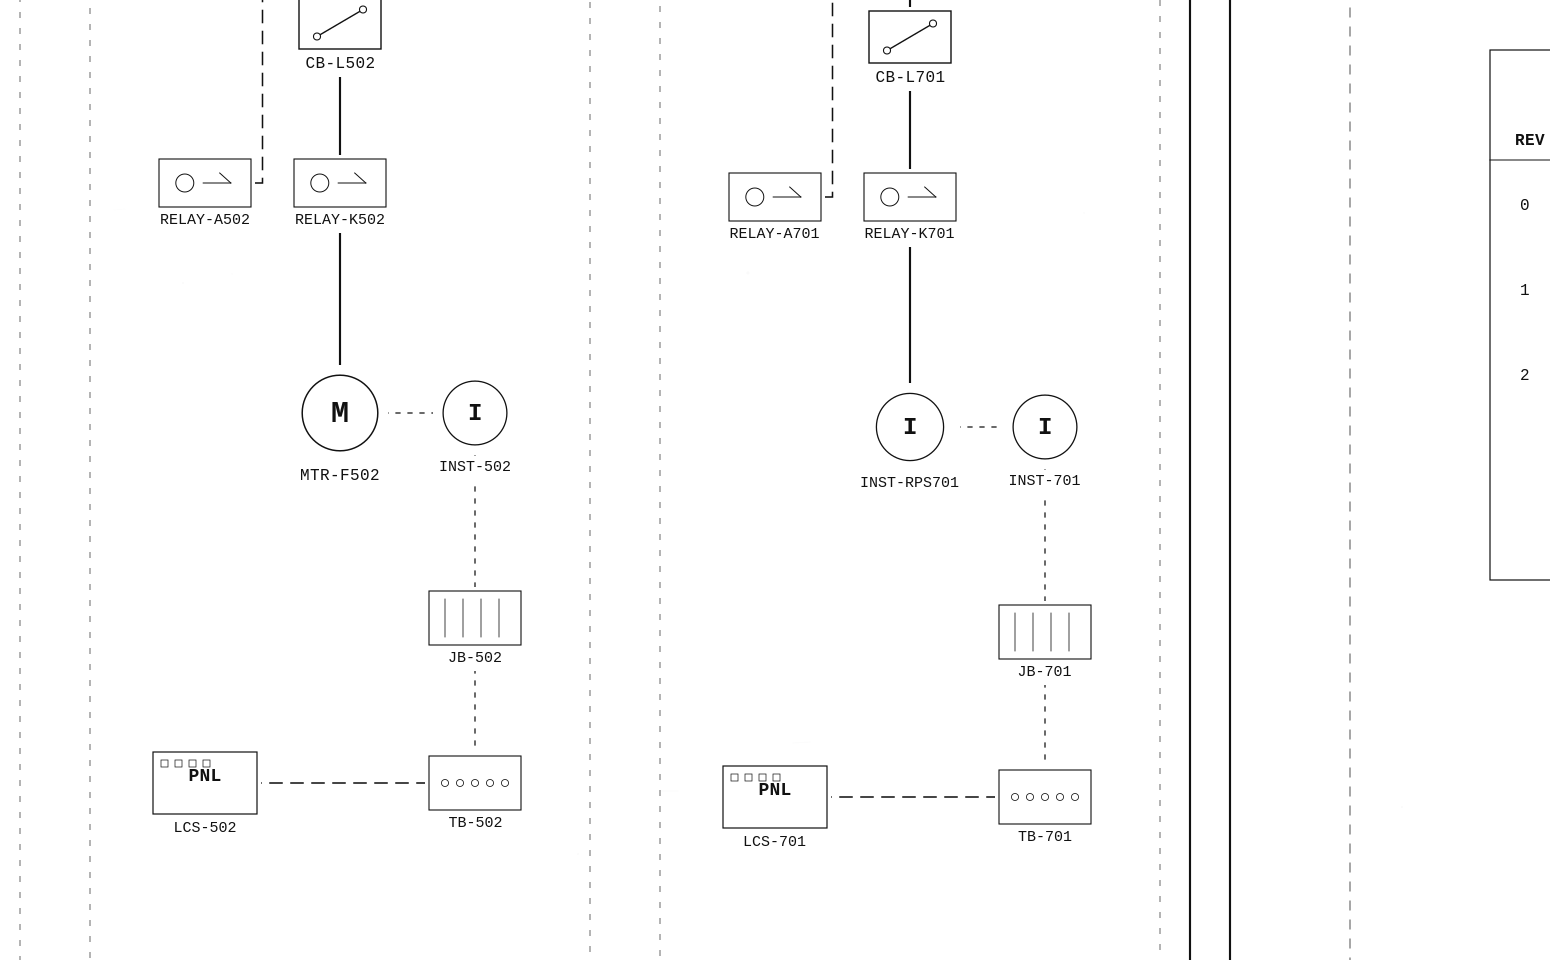 CB-L502
CB-L701
REV
0
RELAY-A502
RELAY-K502
RELAY-A701
RELAY-K701
1
2
M
I
I
I
MTR-F502
INST-502
INST-RPS701
INST-701
JB-502
JB-701
PNL
PNL
LCS-502
TB-502
LCS-701
TB-701